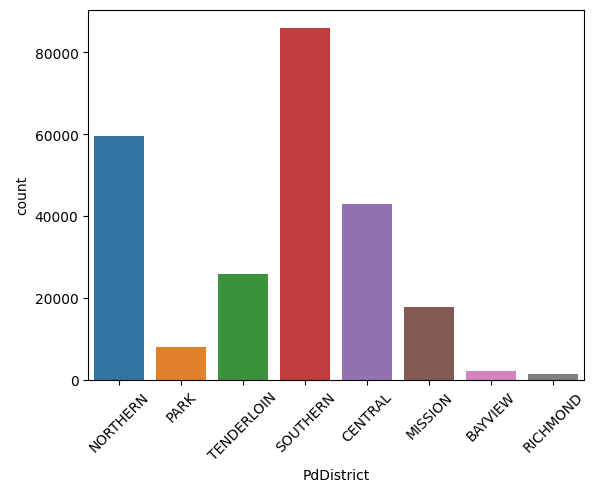 80000
60000
40000
20000
0
count
NORTHERN
PARK
TENDERLOIN
SOUTHERN
CENTRAL
MISSION
BAYVIEW
RICHMOND
PdDistrict